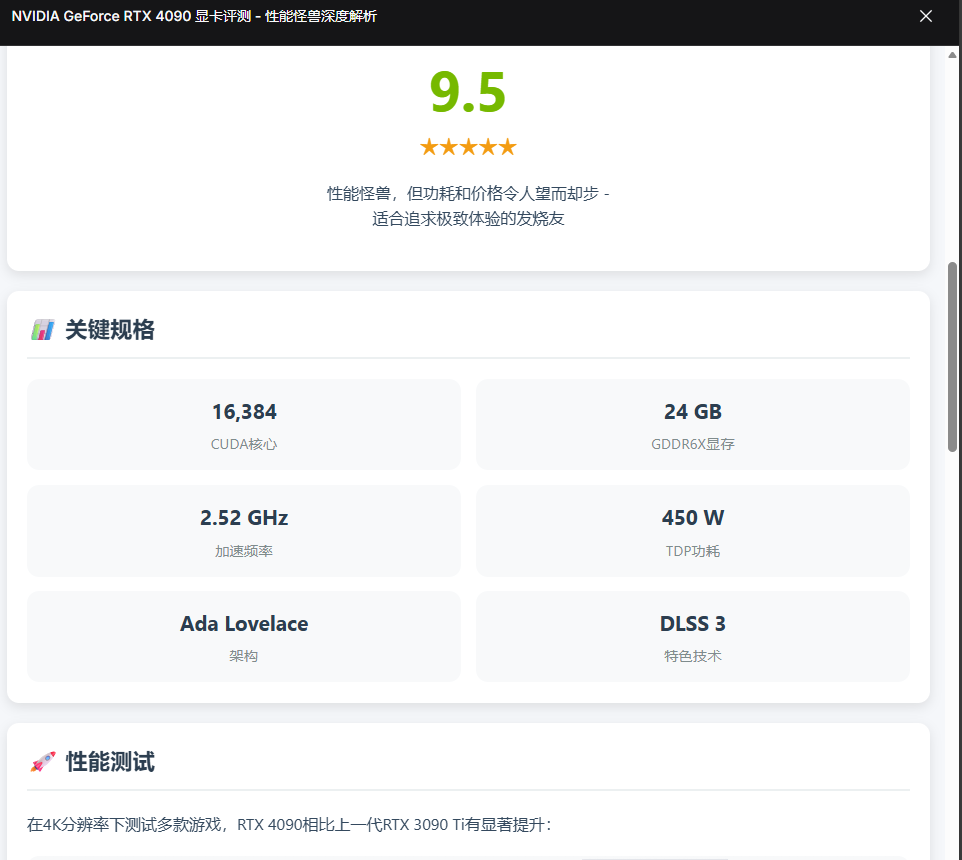 NVIDIA GeForce RTX 4090 显卡评测 - 性能怪兽深度解析
9.5
★★★★★
性能怪兽，但功耗和价格令人望而却步 -
适合追求极致体验的发烧友
关键规格
16,384
CUDA核心
24 GB
GDDR6X显存
2.52 GHz
加速频率
450 W
TDP功耗
Ada Lovelace
架构
DLSS 3
特色技术
性能测试
在4K分辨率下测试多款游戏，RTX 4090相比上一代RTX 3090 Ti有显著提升：